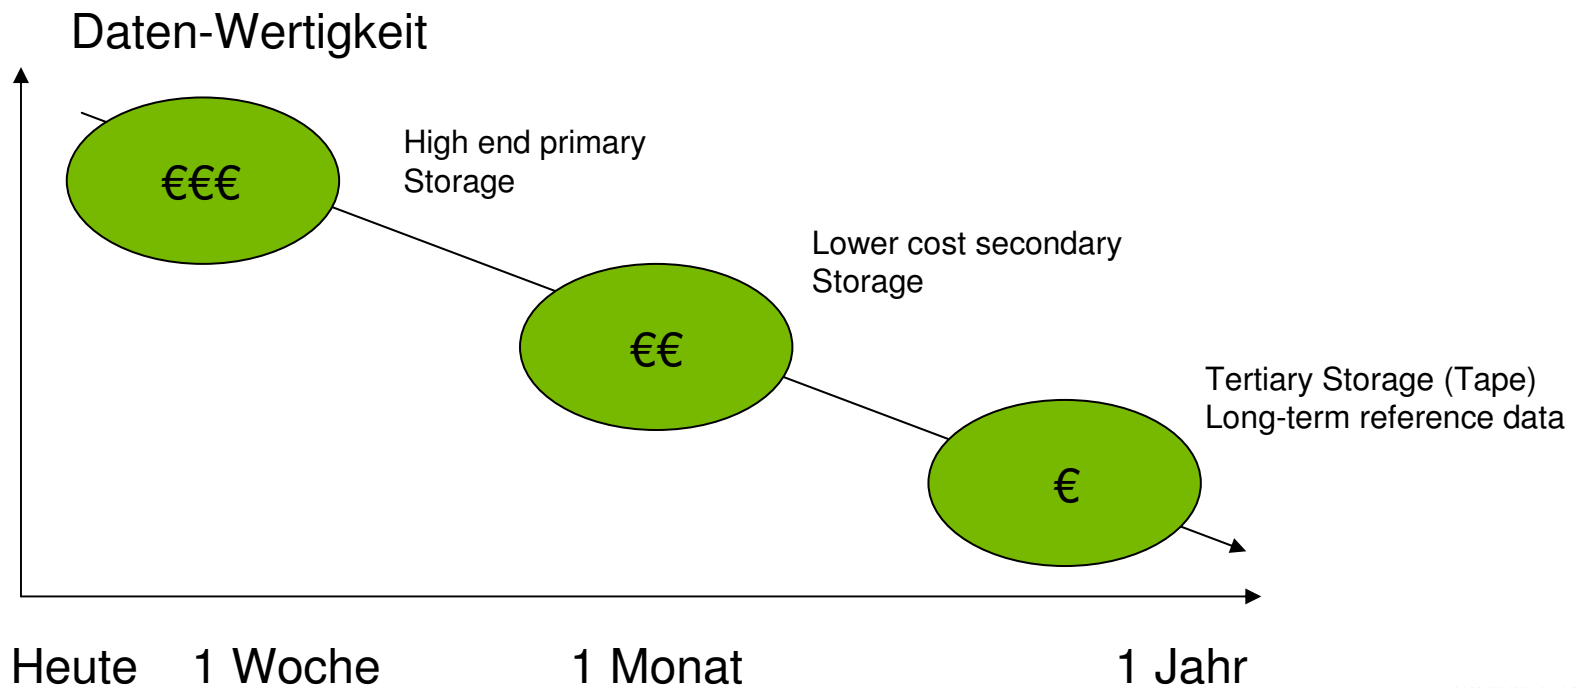 Daten-Wertigkeit
€€€
High end primary
Storage
€€
Lower cost secondary
Storage
€
Tertiary Storage (Tape)
Long-term reference data
Heute 1 Woche 1 Monat 1 Jahr